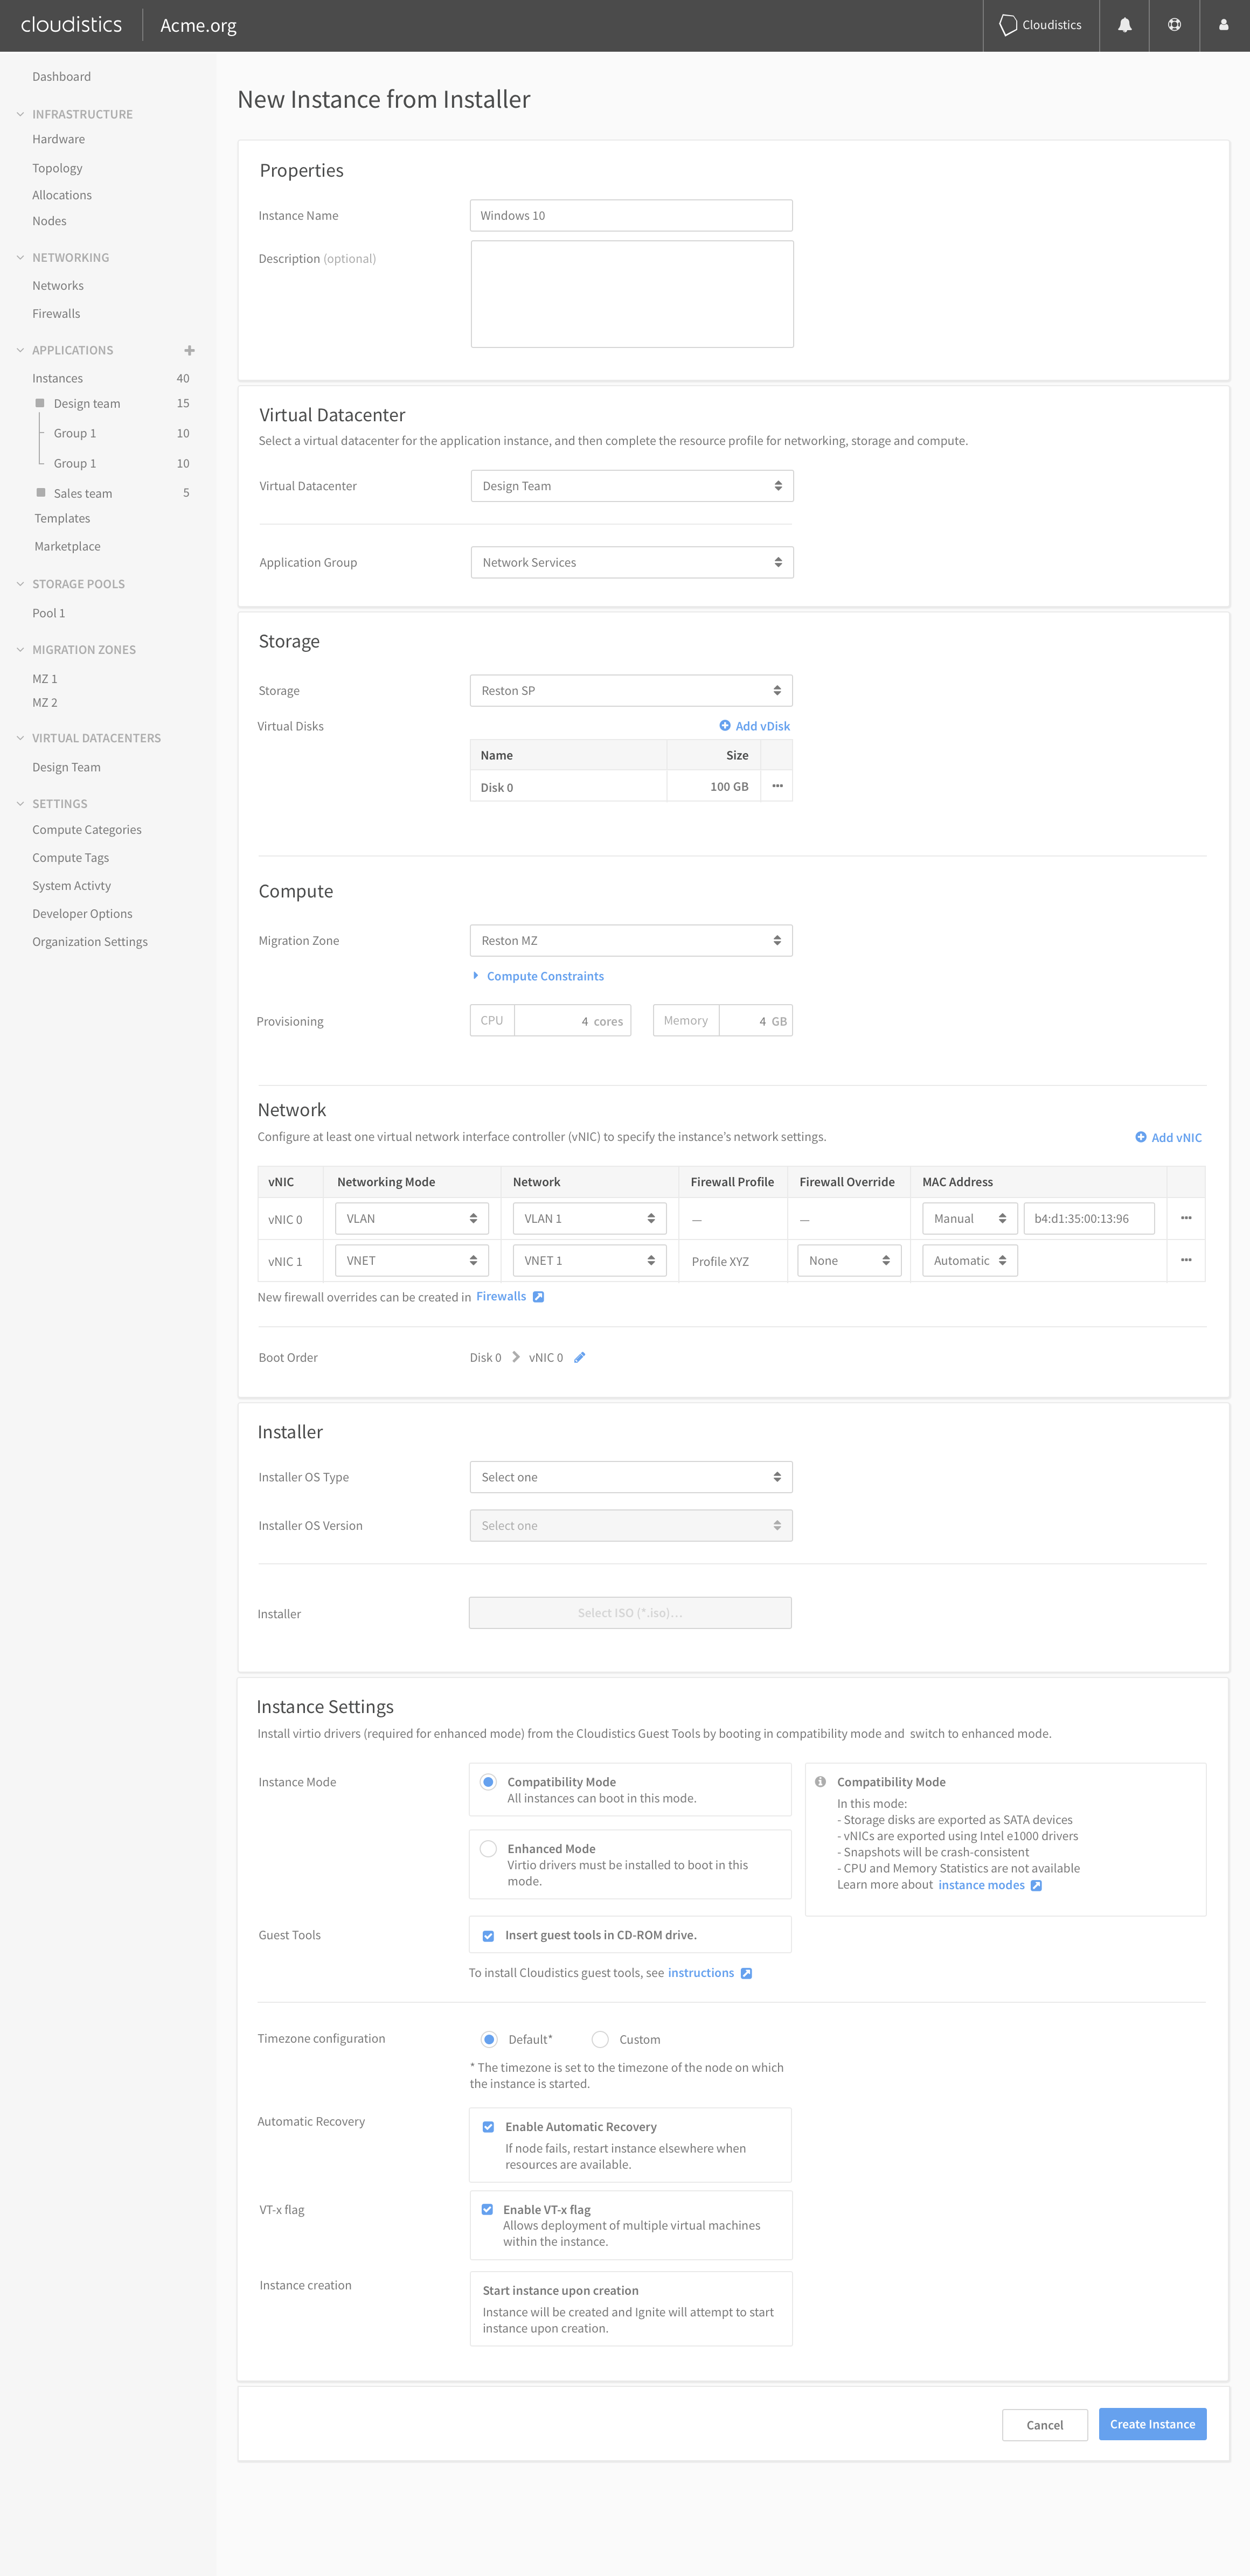 cloudistics
Acme.org
Cloudistics
Dashboard
INFRASTRUCTURE
Hardware
Topology
Allocations
Nodes
NETWORKING
Networks
Firewalls
APPLICATIONS
Instances 40
Design team 15
Group 1 10
Group 1 10
Sales team 5
Templates
Marketplace
STORAGE POOLS
Pool 1
MIGRATION ZONES
MZ 1
MZ 2
VIRTUAL DATACENTERS
Design Team
SETTINGS
Compute Categories
Compute Tags
System Activty
Developer Options
Organization Settings
New Instance from Installer
Properties
Instance Name Windows 10
Description (optional)
Virtual Datacenter
Select a virtual datacenter for the application instance, and then complete the resource profile for networking, storage and compute.
Virtual Datacenter Design Team
Application Group Network Services
Storage
Storage Reston SP
Virtual Disks Add vDisk
Name Size
Disk 0 100 GB
Compute
Migration Zone Reston MZ
Compute Constraints
Provisioning CPU 4 cores Memory 4 GB
Network
Configure at least one virtual network interface controller (vNIC) to specify the instance's network settings. Add vNIC
vNIC Networking Mode Network Firewall Profile Firewall Override MAC Address
vNIC 0 VLAN VLAN 1 — — Manual b4:d1:35:00:13:96
vNIC 1 VNET VNET 1 Profile XYZ None Automatic
New firewall overrides can be created in Firewalls
Boot Order Disk 0 vNIC 0
Installer
Installer OS Type Select one
Installer OS Version Select one
Installer Select ISO (*.iso)...
Instance Settings
Install virtio drivers (required for enhanced mode) from the Cloudistics Guest Tools by booting in compatibility mode and switch to enhanced mode.
Instance Mode
Compatibility Mode
All instances can boot in this mode.
Enhanced Mode
Virtio drivers must be installed to boot in this
mode.
Compatibility Mode
In this mode:
- Storage disks are exported as SATA devices
- vNICs are exported using Intel e1000 drivers
- Snapshots will be crash-consistent
- CPU and Memory Statistics are not available
Learn more about instance modes
Guest Tools Insert guest tools in CD-ROM drive.
To install Cloudistics guest tools, see instructions
Timezone configuration Default* Custom
* The timezone is set to the timezone of the node on which
the instance is started.
Automatic Recovery
Enable Automatic Recovery
If node fails, restart instance elsewhere when
resources are available.
VT-x flag Enable VT-x flag
Allows deployment of multiple virtual machines
within the instance.
Instance creation
Start instance upon creation
Instance will be created and Ignite will attempt to start
instance upon creation.
Cancel Create Instance